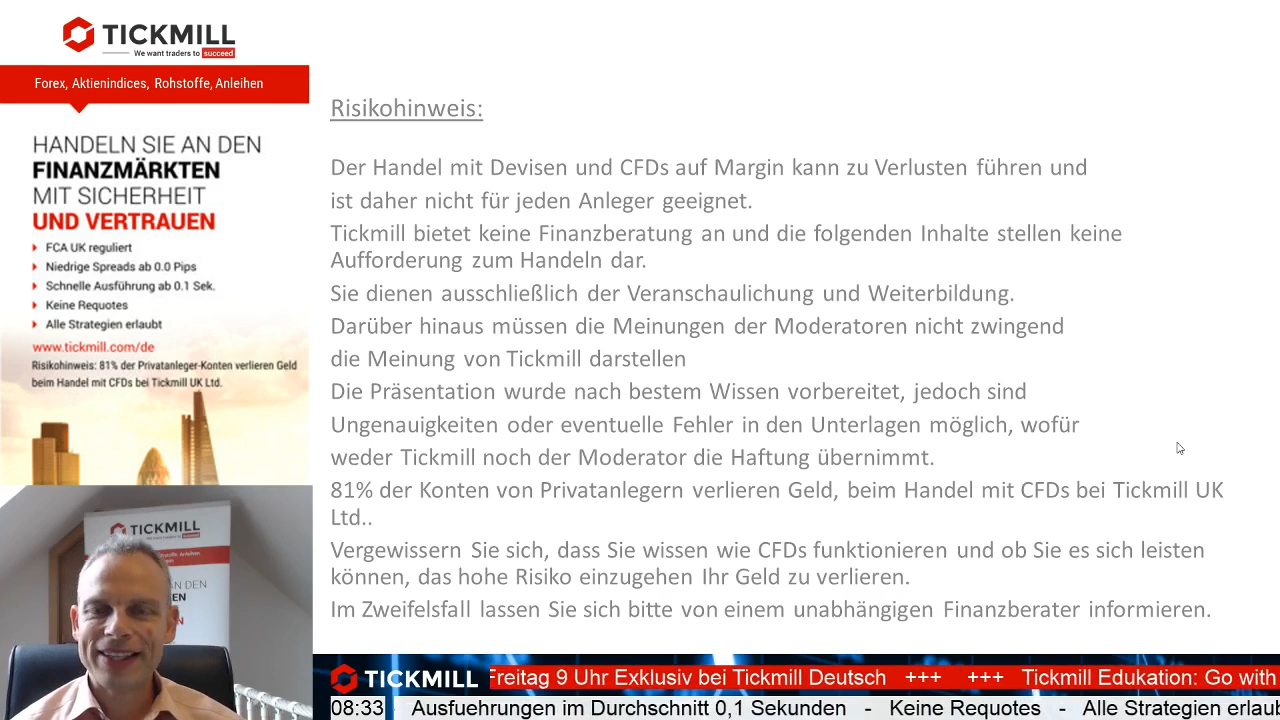 TICKMILL
We want traders to succeed
Forex, Aktienindices, Rohstoffe, Anleihen
HANDELN SIE AN DEN
FINANZMÄRKTEN
MIT SICHERHEIT
UND VERTRAUEN
FCA UK reguliert
Niedrige Spreads ab 0.0 Pips
Schnelle Ausführung ab 0.1 Sek.
Keine Requotes
Alle Strategien erlaubt
www.tickmill.com/de
Risikohinweis: 81% der Privatanleger-Konten verlieren Geld
beim Handel mit CFDs bei Tickmill UK Ltd.
TICKMILL
Risikohinweis:
Der Handel mit Devisen und CFDs auf Margin kann zu Verlusten führen und
ist daher nicht für jeden Anleger geeignet.
Tickmill bietet keine Finanzberatung an und die folgenden Inhalte stellen keine
Aufforderung zum Handeln dar.
Sie dienen ausschließlich der Veranschaulichung und Weiterbildung.
Darüber hinaus müssen die Meinungen der Moderatoren nicht zwingend
die Meinung von Tickmill darstellen
Die Präsentation wurde nach bestem Wissen vorbereitet, jedoch sind
Ungenauigkeiten oder eventuelle Fehler in den Unterlagen möglich, wofür
weder Tickmill noch der Moderator die Haftung übernimmt.
81% der Konten von Privatanlegern verlieren Geld, beim Handel mit CFDs bei Tickmill UK
Ltd..
Vergewissern Sie sich, dass Sie wissen wie CFDs funktionieren und ob Sie es sich leisten
können, das hohe Risiko einzugehen Ihr Geld zu verlieren.
Im Zweifelsfall lassen Sie sich bitte von einem unabhängigen Finanzberater informieren.
TICKMILL
Freitag 9 Uhr Exklusiv bei Tickmill Deutsch +++ +++ Tickmill Edukation: Go with
08:33
Ausfuehrungen im Durchschnitt 0,1 Sekunden - Keine Requotes - Alle Strategien erlaub